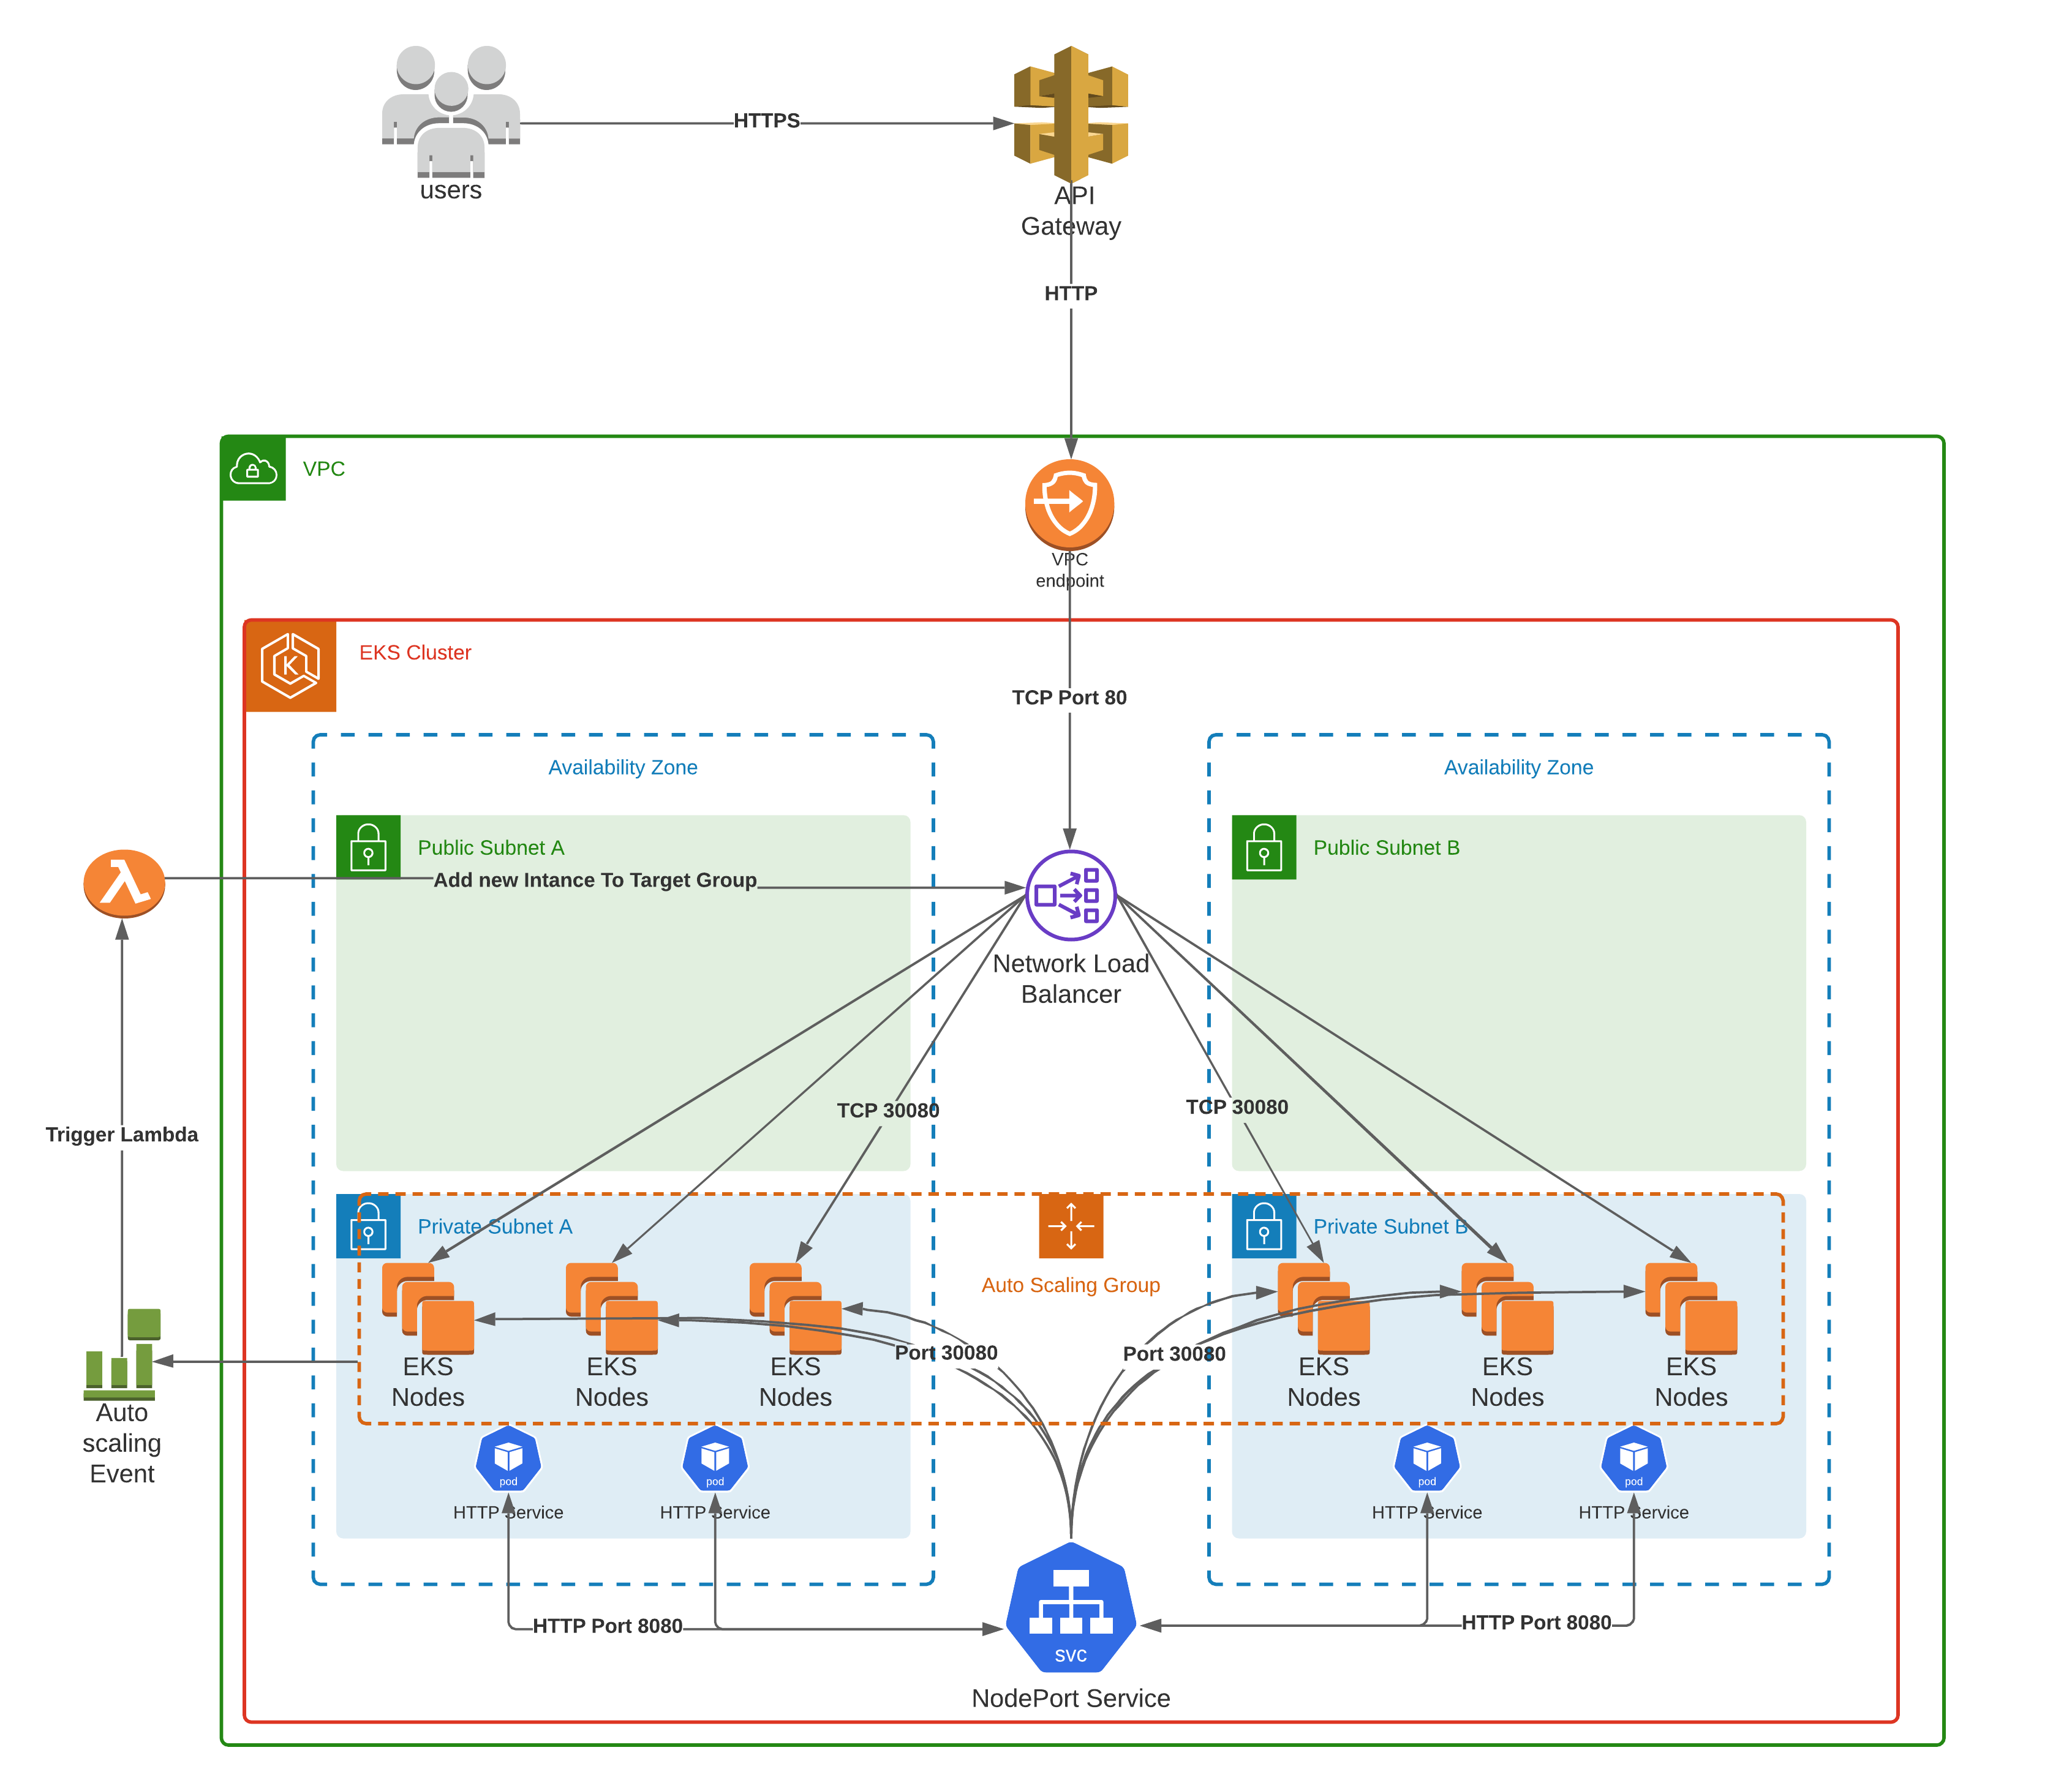 users
HTTPS
API
Gateway
HTTP
VPC
VPC
endpoint
EKS Cluster
K
TCP Port 80
Availability Zone
Availability Zone
Public Subnet A
Public Subnet B
Add new Intance To Target Group
Network Load
Balancer
TCP 30080
TCP 30080
Trigger Lambda
Private Subnet A
Private Subnet B
Auto Scaling Group
Port 30080
Port 30080
EKS
Nodes
EKS
Nodes
EKS
Nodes
EKS
Nodes
EKS
Nodes
EKS
Nodes
Auto
scaling
Event
pod
HTTP Service
pod
HTTP Service
pod
HTTP Service
pod
HTTP Service
HTTP Port 8080
HTTP Port 8080
svc
NodePort Service